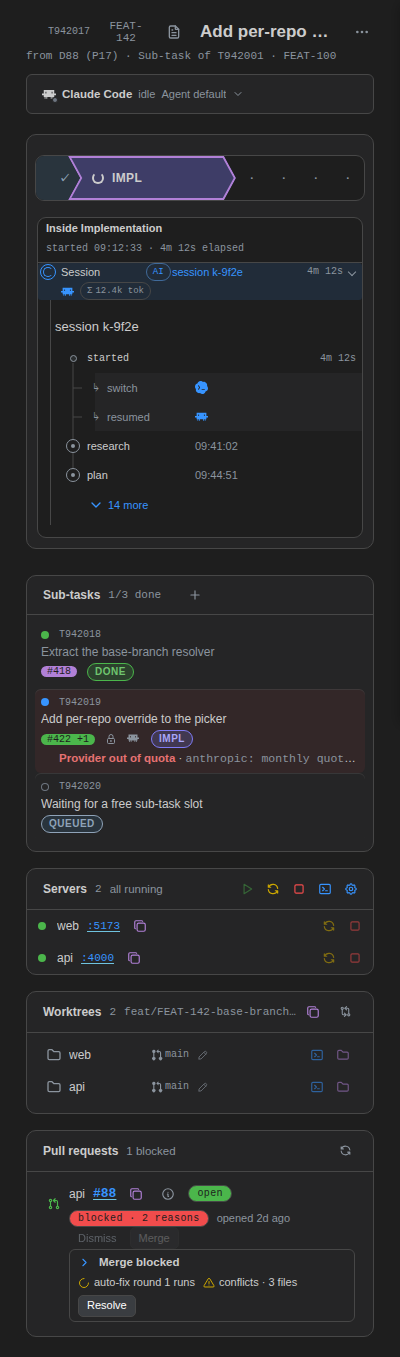 T942017 FEAT-142 Add per-repo …
from D88 (P17) · Sub-task of T942001 · FEAT-100
Claude Code idle Agent default
IMPL
Inside Implementation
started 09:12:33 · 4m 12s elapsed
Session AI session k-9f2e 4m 12s
Σ 12.4k tok
session k-9f2e
started 4m 12s
↳ switch
↳ resumed
research 09:41:02
plan 09:44:51
14 more
Sub-tasks 1/3 done
T942018
Extract the base-branch resolver
#418 DONE
T942019
Add per-repo override to the picker
#422 +1 IMPL
Provider out of quota · anthropic: monthly quot…
T942020
Waiting for a free sub-task slot
QUEUED
Servers 2 all running
web :5173
api :4000
Worktrees 2 feat/FEAT-142-base-branch…
web main
api main
Pull requests 1 blocked
api #88 open
blocked · 2 reasons opened 2d ago
Dismiss Merge
Merge blocked
auto-fix round 1 runs conflicts · 3 files
Resolve